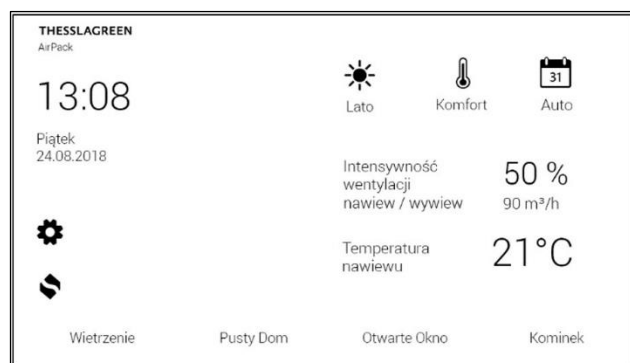 THESSLAGREEN
AirPack
13:08
Piątek
24.08.2018
31
Lato Komfort Auto
Intensywność
wentylacji
nawiew / wywiew
50 %
90 m³/h
Temperatura
nawiewu
21°C
Wietrzenie Pusty Dom Otwarte Okno Kominek